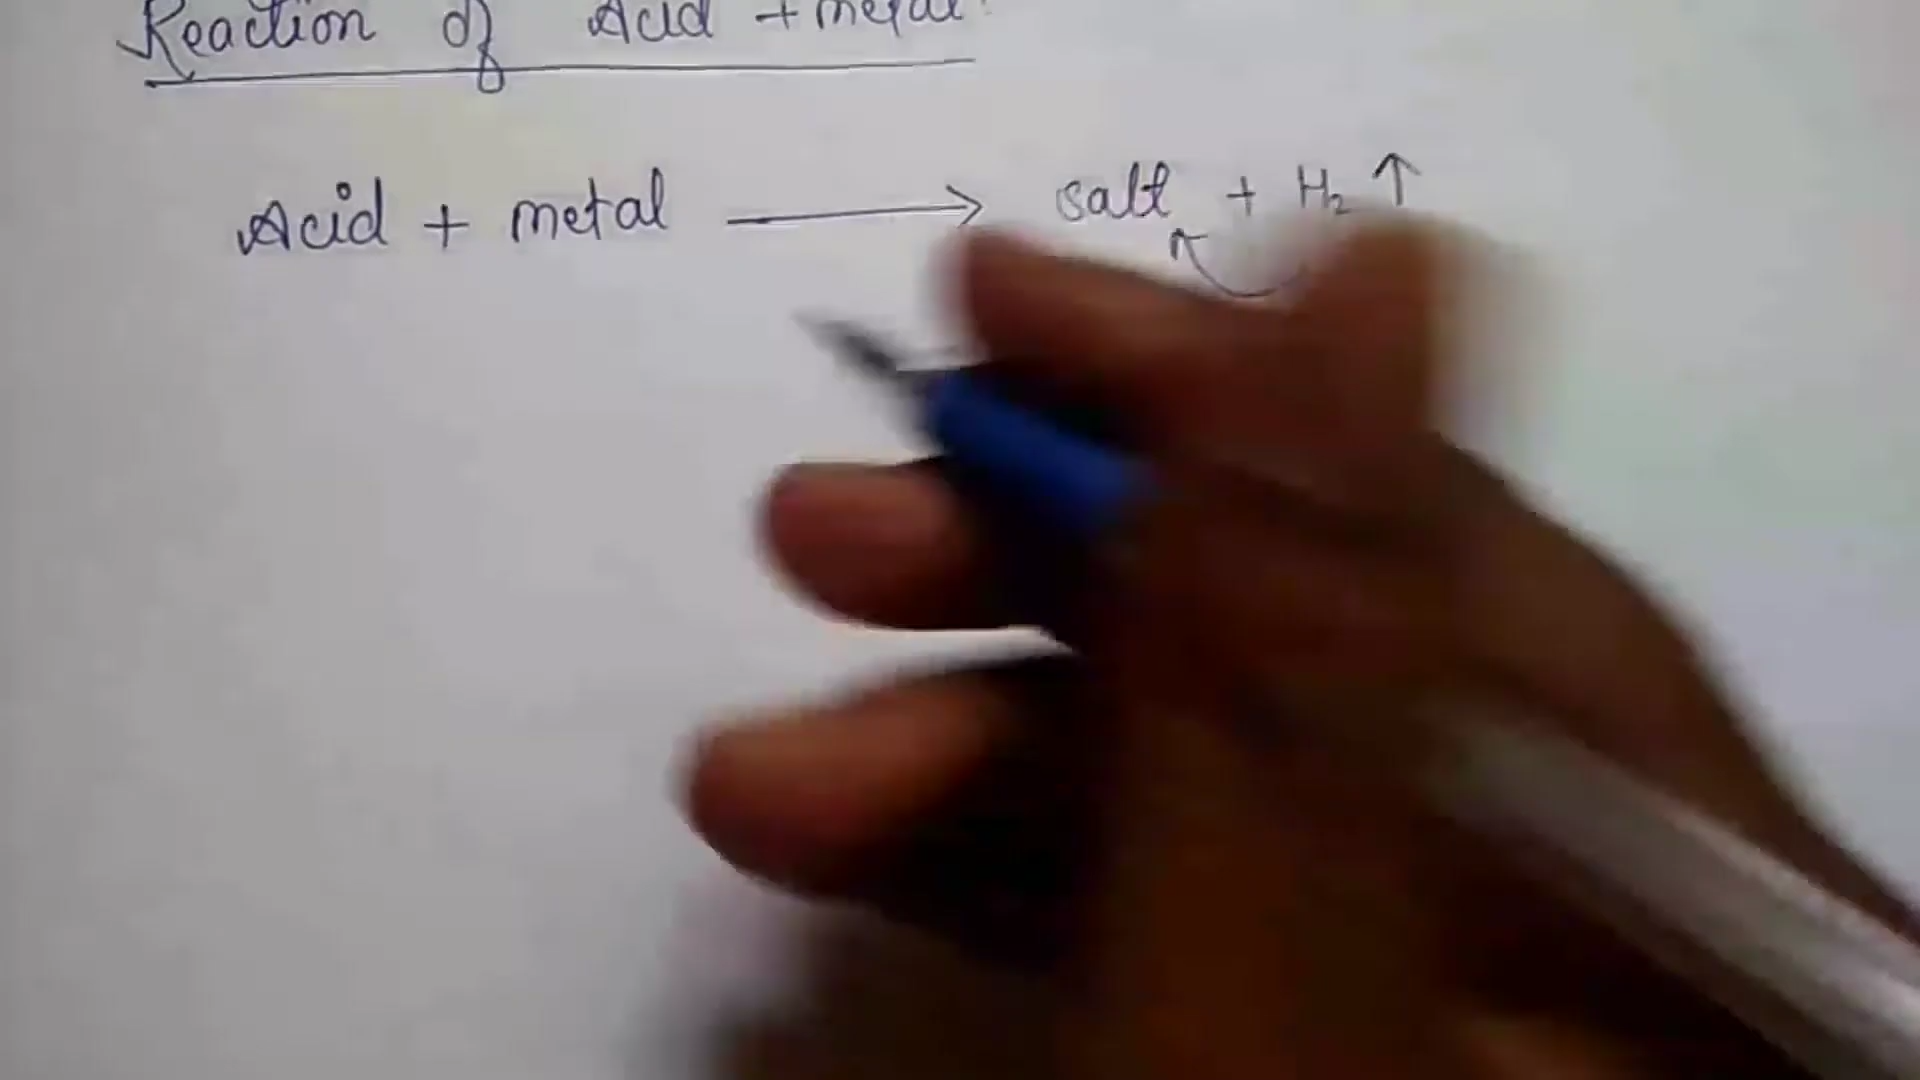 Reaction of Acid + metal
Acid + metal ⟶ salt + H₂ ↑